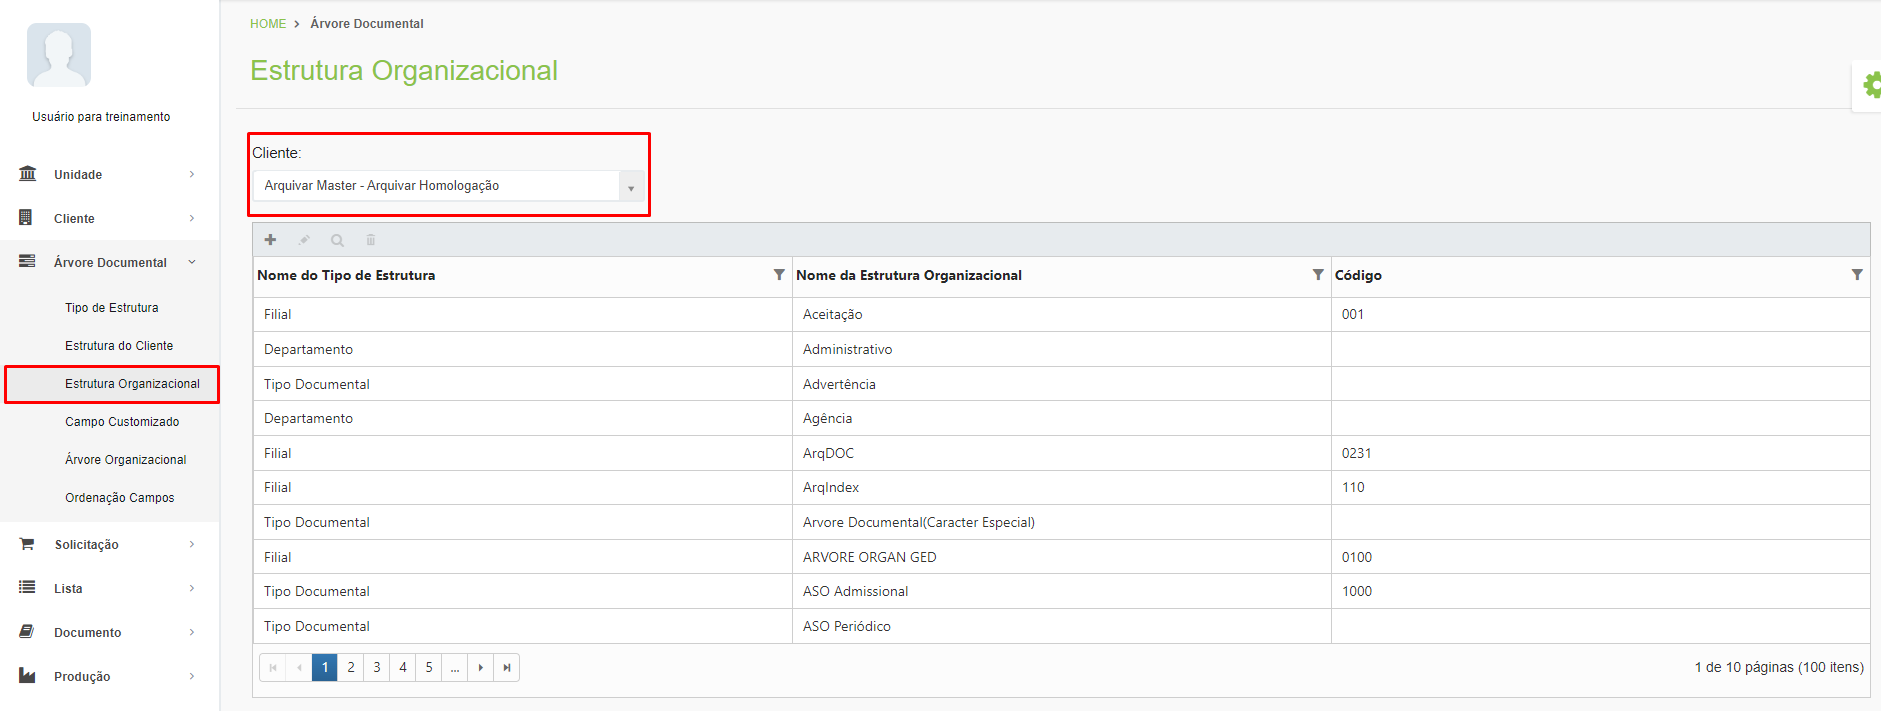 Usuário para treinamento
Unidade
Cliente
Árvore Documental
Tipo de Estrutura
Estrutura do Cliente
Estrutura Organizacional
Campo Customizado
Árvore Organizacional
Ordenação Campos
Solicitação
Lista
Documento
Produção
HOME > Árvore Documental
Estrutura Organizacional
Cliente:
Arquivar Master - Arquivar Homologação
Nome do Tipo de Estrutura Nome da Estrutura Organizacional Código
Filial Aceitação 001
Departamento Administrativo
Tipo Documental Advertência
Departamento Agência
Filial ArqDOC 0231
Filial ArqIndex 110
Tipo Documental Arvore Documental(Caracter Especial)
Filial ARVORE ORGAN GED 0100
Tipo Documental ASO Admissional 1000
Tipo Documental ASO Periódico
1 2 3 4 5 ... 1 de 10 páginas (100 itens)